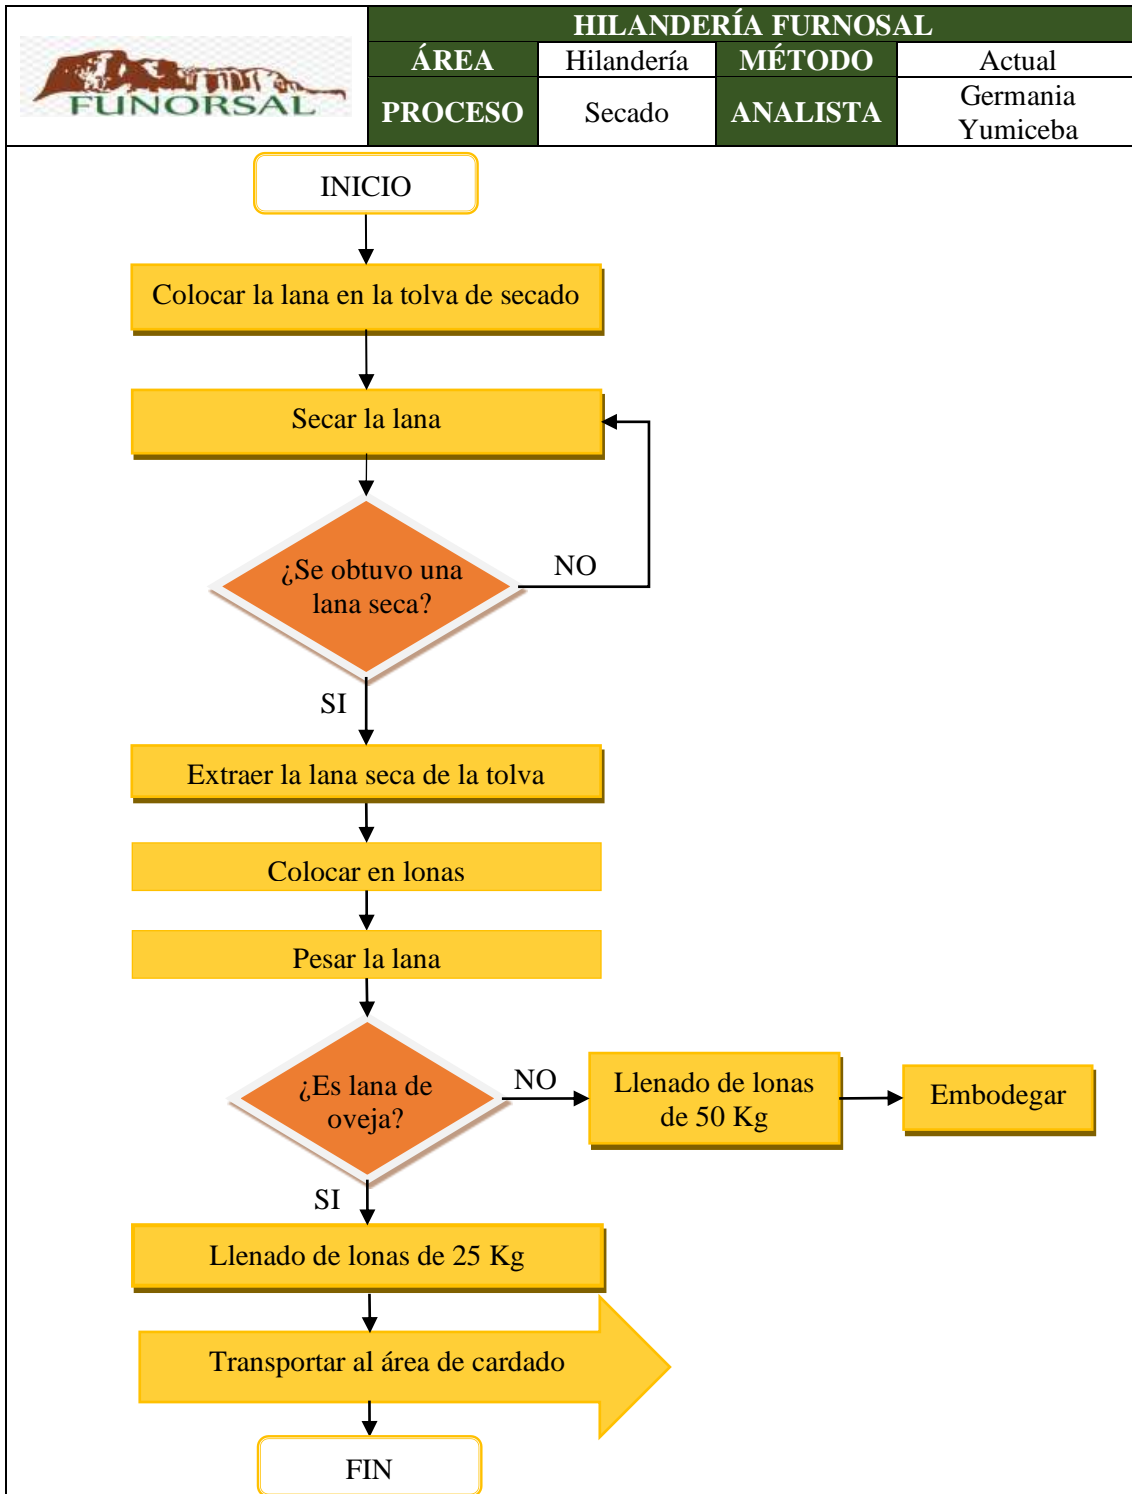 FUNORSAL
HILANDERÍA FURNOSAL
ÁREA Hilandería MÉTODO Actual
PROCESO Secado ANALISTA Germania
Yumiceba
INICIO
Colocar la lana en la tolva de secado
Secar la lana
¿Se obtuvo una
lana seca?
NO
SI
Extraer la lana seca de la tolva
Colocar en lonas
Pesar la lana
¿Es lana de
oveja?
NO
Llenado de lonas
de 50 Kg
Embodegar
SI
Llenado de lonas de 25 Kg
Transportar al área de cardado
FIN